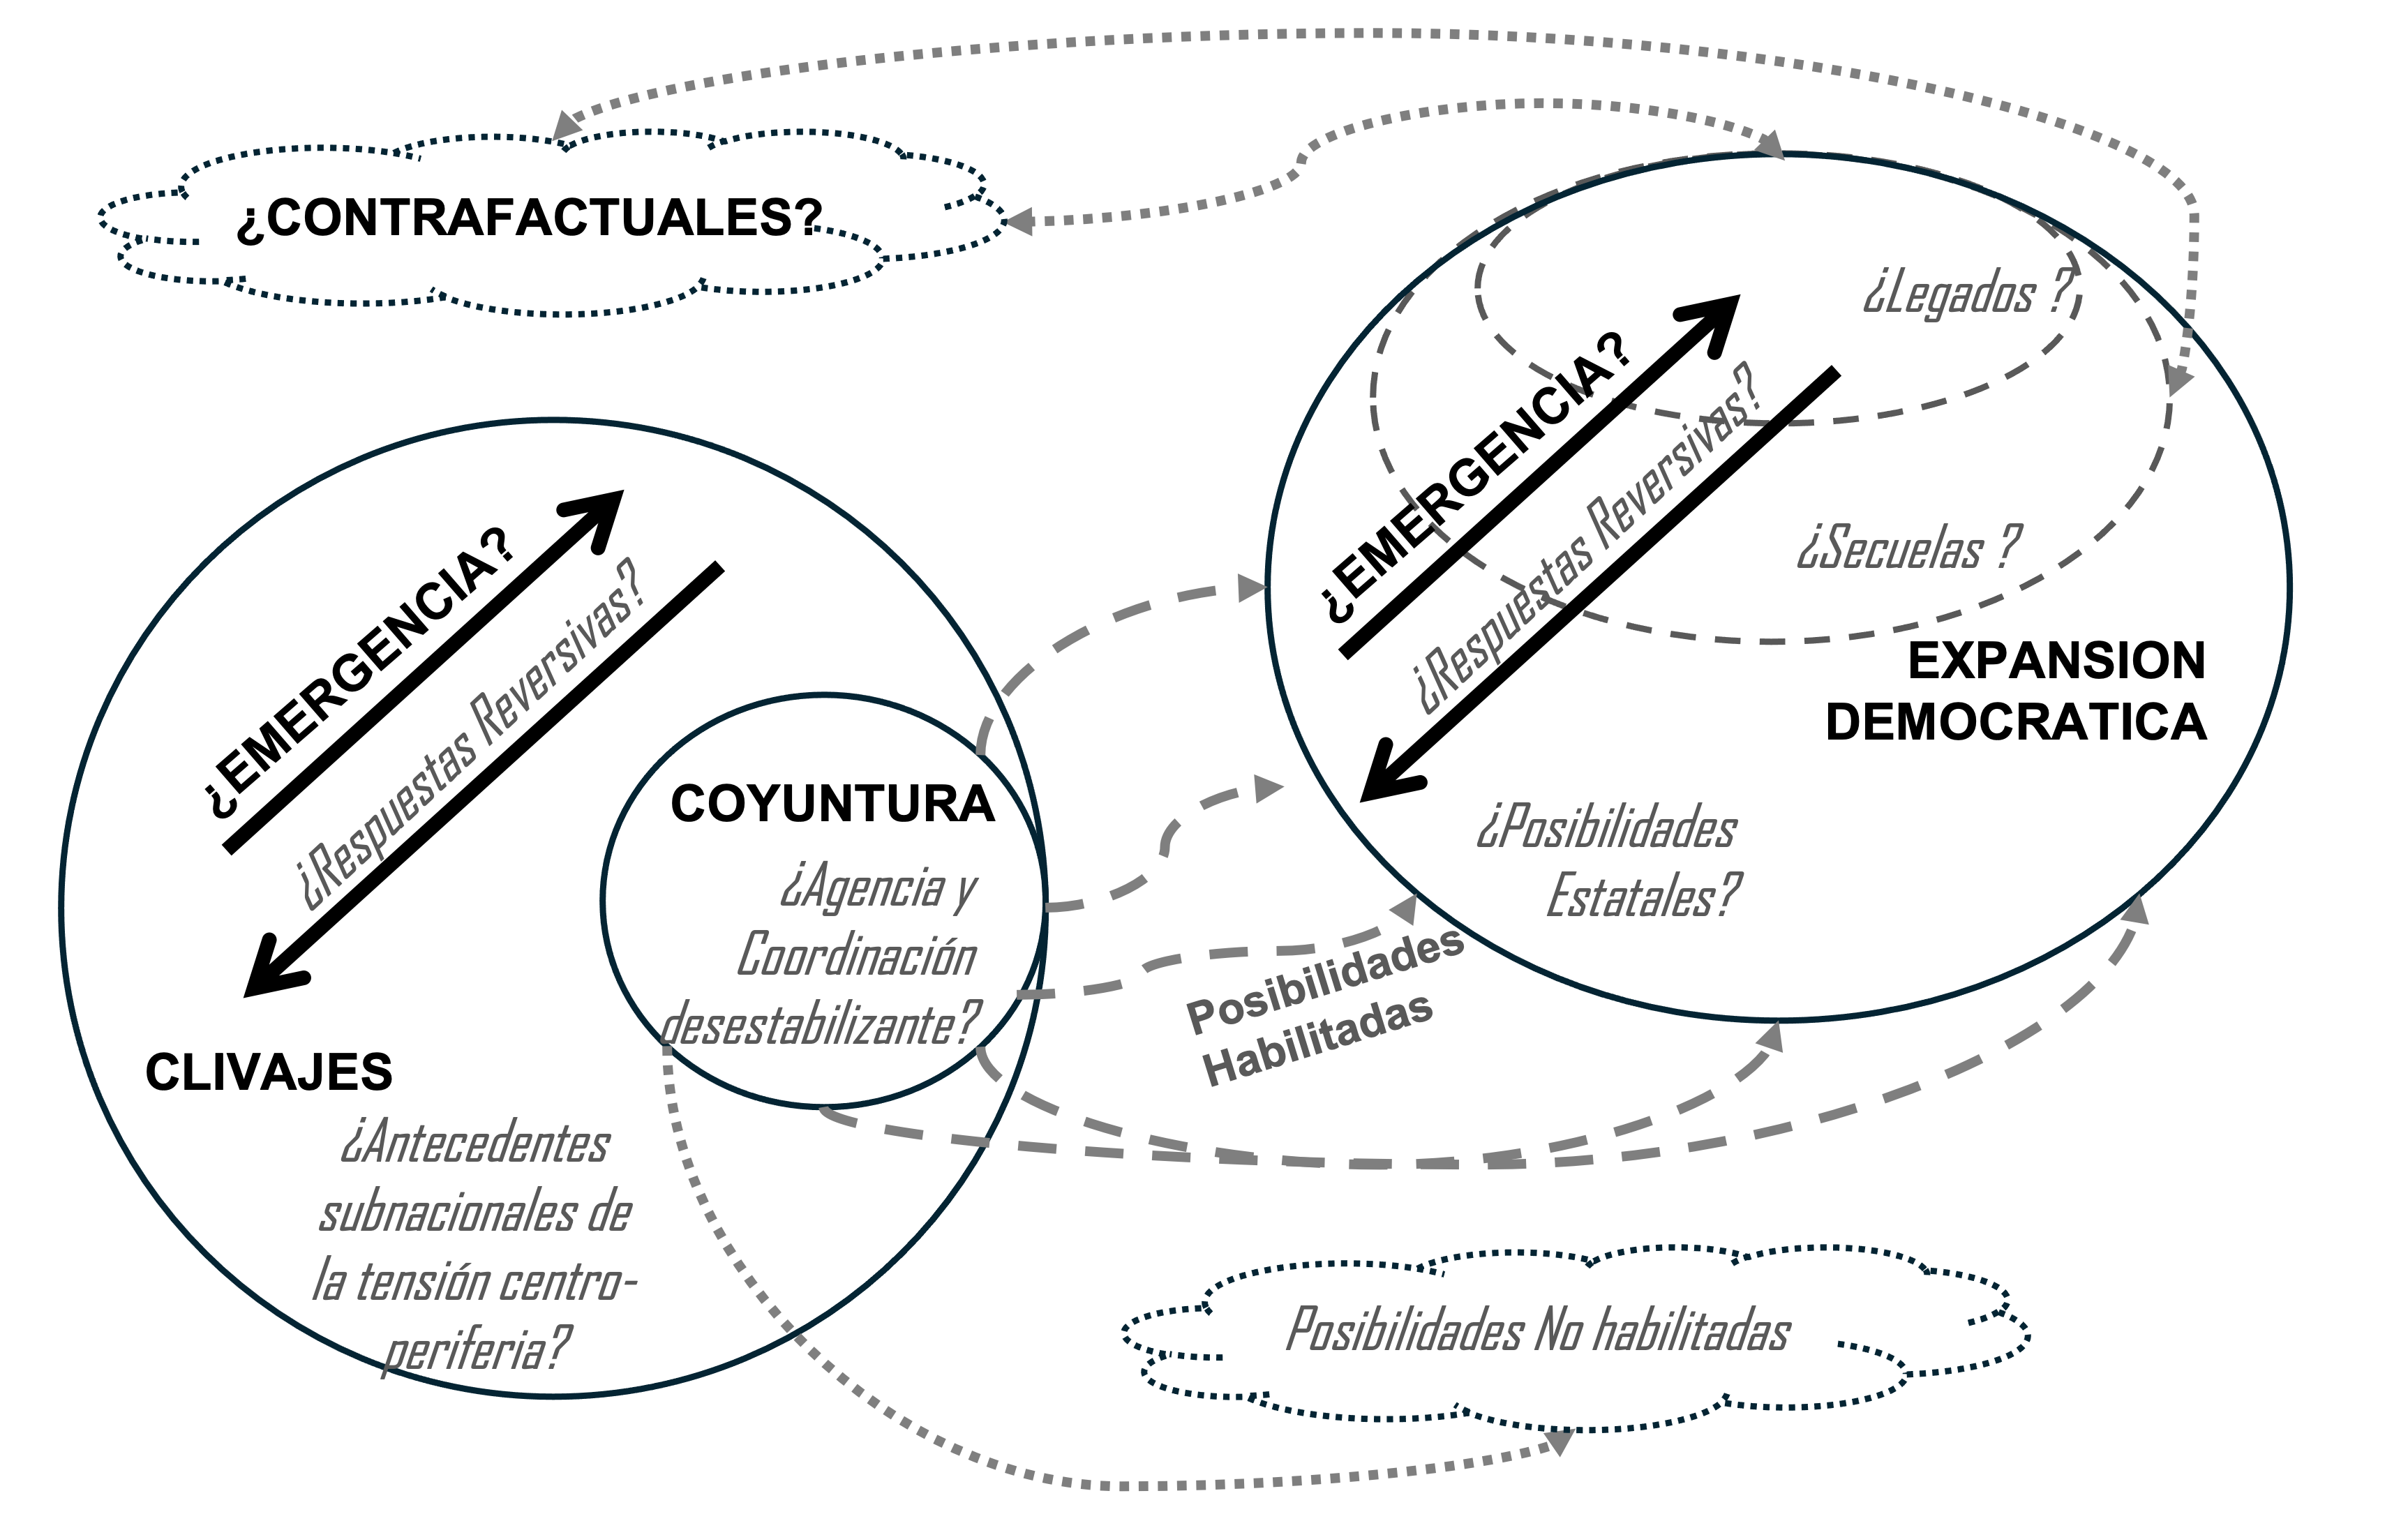 ¿CONTRAFACTUALES?
¿Legados ?
¿EMERGENCIA?
¿Respuestas Reversivas?
¿Secuelas ?
EXPANSION
DEMOCRATICA
¿Posibilidades
Estatales?
¿EMERGENCIA?
¿Respuestas Reversivas?
COYUNTURA
¿Agencia y
Coordinación
desestabilizante?
Posibilidades
Habilitadas
CLIVAJES
¿Antecedentes
subnacionales de
la tensión centro-
periferia?
Posibilidades No habilitadas